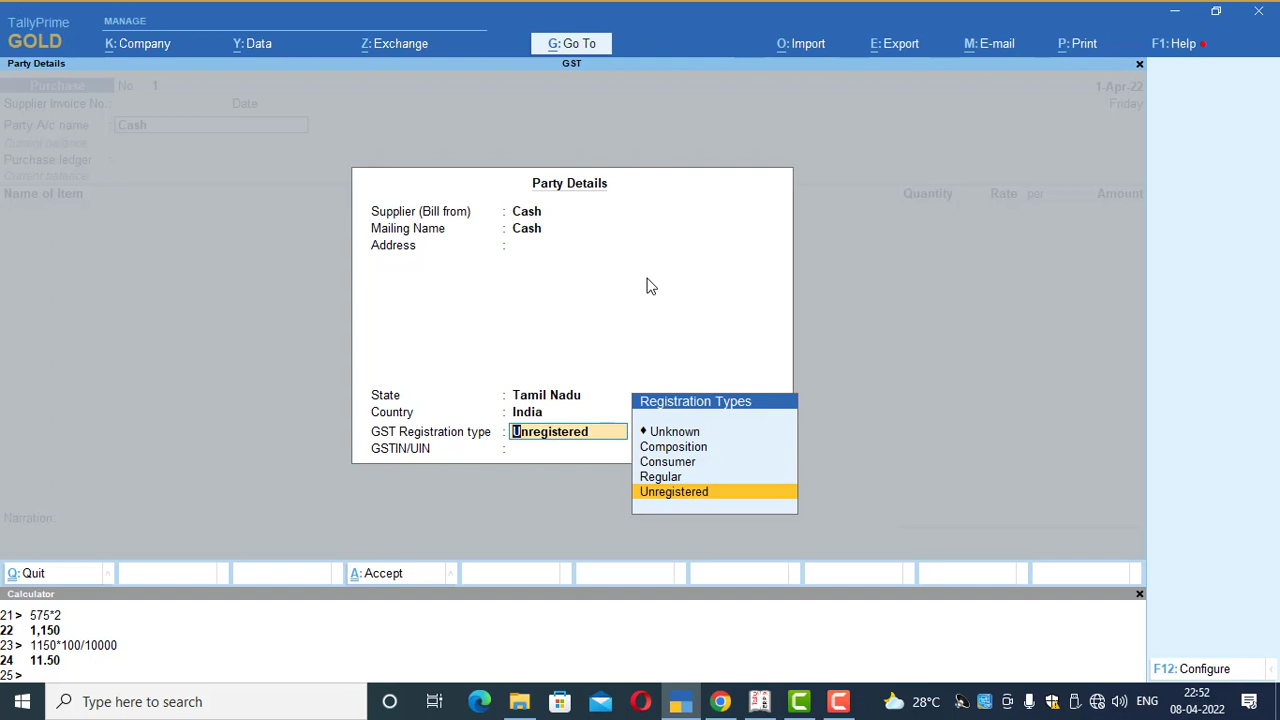 TallyPrime
GOLD
MANAGE
K: Company
Y: Data
Z: Exchange
G: Go To
O: Import
E: Export
M: E-mail
P: Print
F1: Help
Party Details
GST
Purchase No. 1
1-Apr-22
Supplier Invoice No.
Date
Friday
Party A/c name : Cash
Current balance
Purchase ledger :
Current balance
Name of Item
Quantity Rate per Amount
Party Details
Supplier (Bill from) : Cash
Mailing Name : Cash
Address :
State : Tamil Nadu
Country : India
GST Registration type : Unregistered
GSTIN/UIN :
Registration Types
♦ Unknown
Composition
Consumer
Regular
Unregistered
Narration:
Q: Quit
A: Accept
F12: Configure
Calculator
21> 575*2
22 1,150
23> 1150*100/10000
24 11.50
25>
Type here to search
28°C
ENG
22:52
08-04-2022